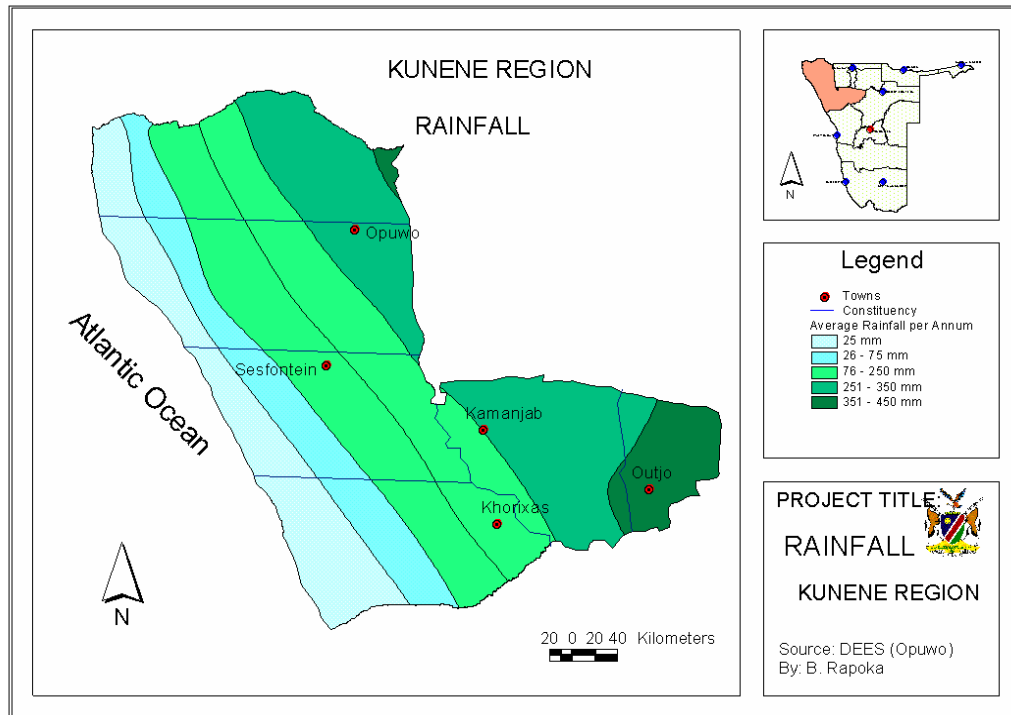 KUNENE REGION
RAINFALL
Opuwo
Atlantic Ocean
Sesfontein
Kamanjab
Outjo
Khorixas
N
20 0 20 40 Kilometers
N
Legend
Towns
Constituency
Average Rainfall per Annum
25 mm
26 - 75 mm
76 - 250 mm
251 - 350 mm
351 - 450 mm
PROJECT TITLE:
RAINFALL
KUNENE REGION
Source: DEES (Opuwo)
By: B. Rapoka